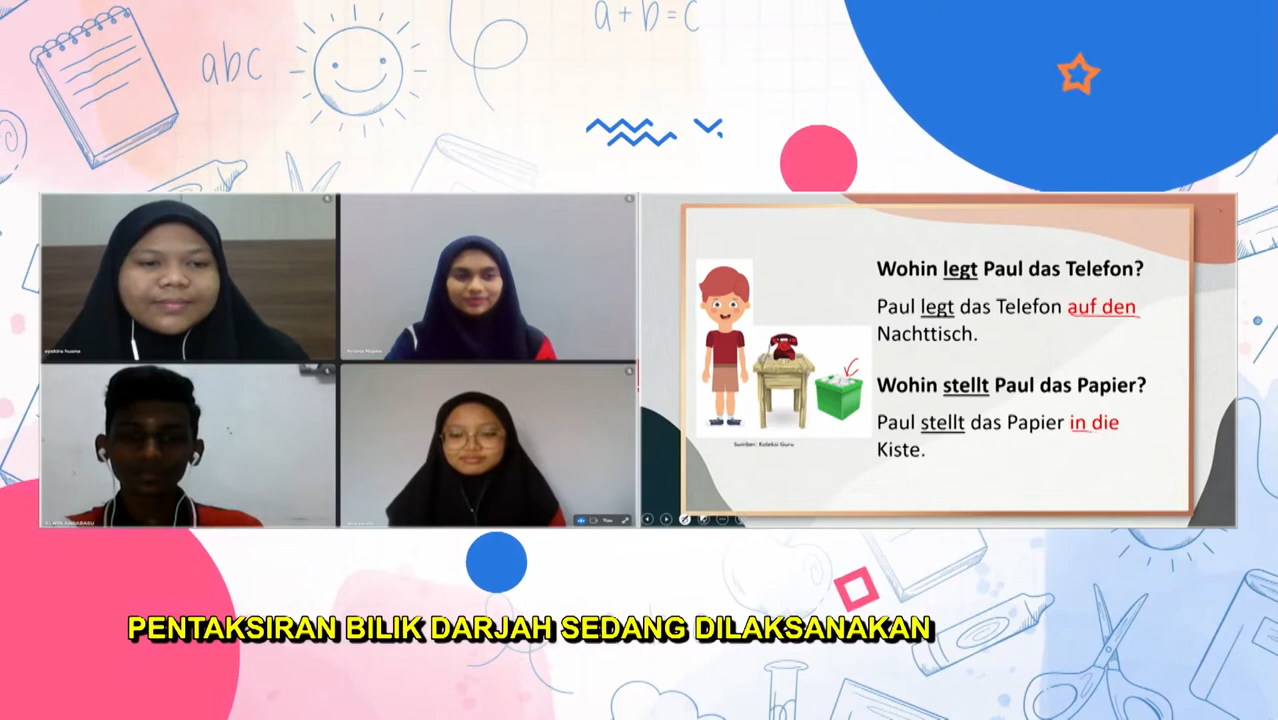 a+b=c
abc
Wohin legt Paul das Telefon?
Paul legt das Telefon auf den
Nachttisch.
Wohin stellt Paul das Papier?
Paul stellt das Papier in die
Kiste.
Sumber: Koleksi Guru
PENTAKSIRAN BILIK DARJAH SEDANG DILAKSANAKAN